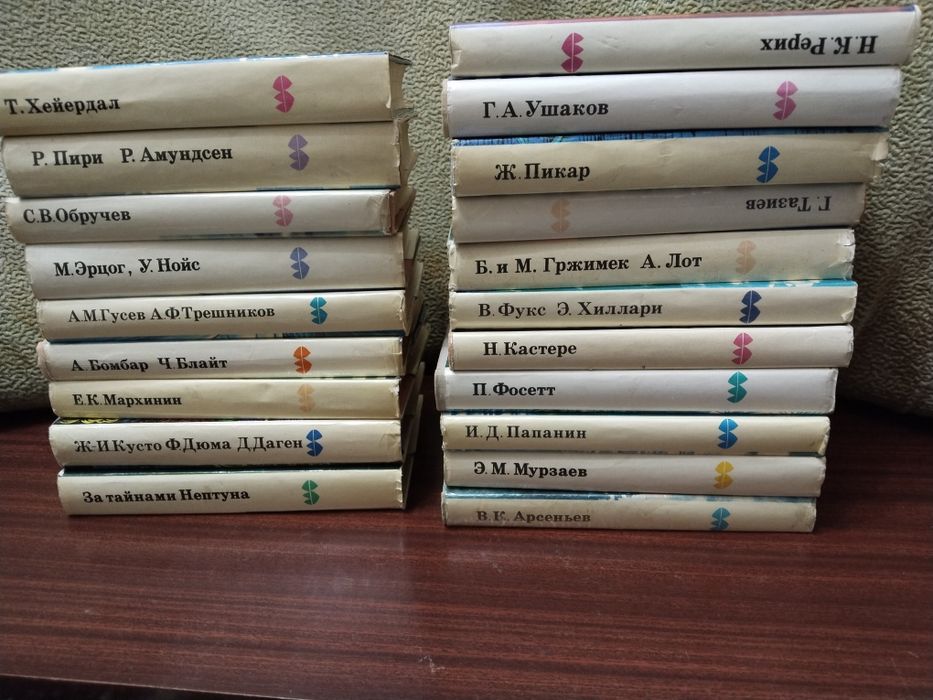 Т. Хейердал
Р. Пири Р. Амундсен
С.В.Обручев
М.Эрцог, У. Нойс
А.М.Гусев А.Ф.Трешников
А. Бомбар Ч. Блайт
Е.К. Мархинин
Ж-И Кусто Ф.Дюма Д.Даген
За тайнами Нептуна
Н.К.Рерих
Г.А.Ушаков
Ж.Пикар
Г. Тазиев
Б. и М. Гржимек А. Лот
В. Фукс Э. Хиллари
Н.Кастере
П.Фосетт
И.Д.Папанин
Э.М.Мурзаев
В.К.Арсеньев